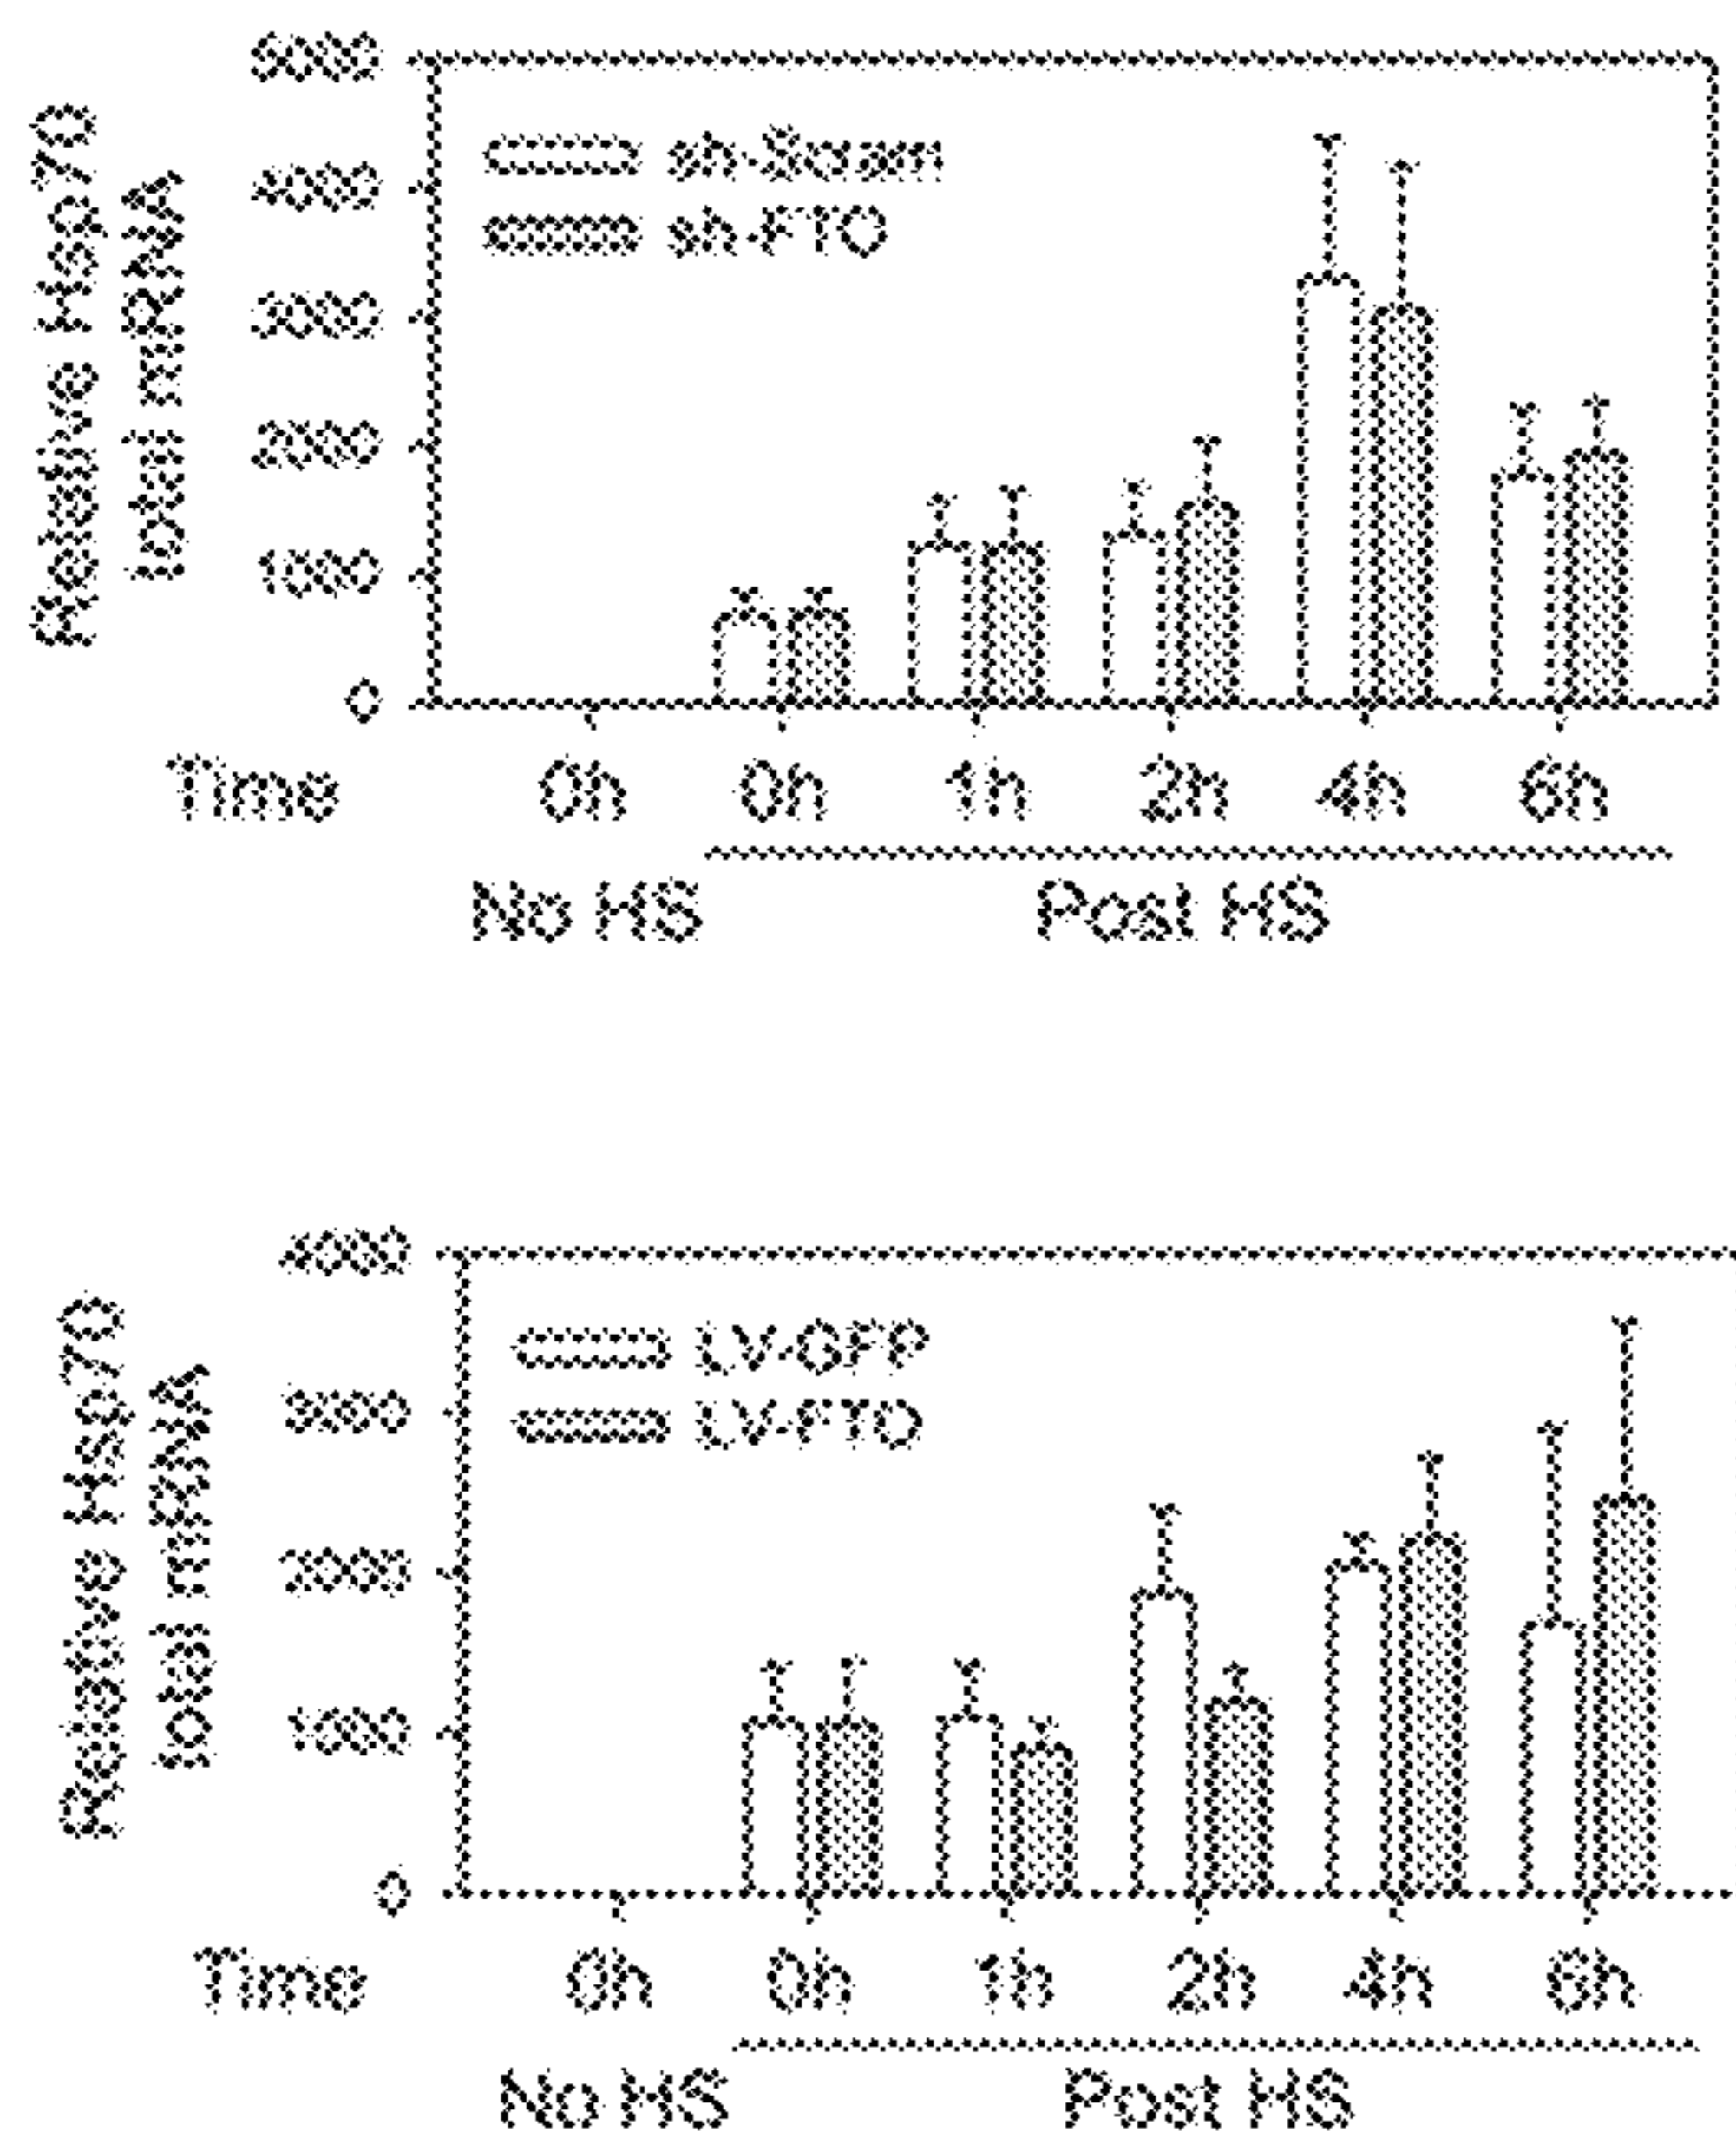 Relative Hsp70
total mRNA
5000
4000
3000
2000
1000
0
sh-Scram
sh-FTO
Time 0h 0h 1h 2h 4h 6h
No HS Post HS
Relative Hsp70
total mRNA
4000
3000
2000
1000
0
LV-GFP
LV-FTO
Time 0h 0h 1h 2h 4h 6h
No HS Post HS